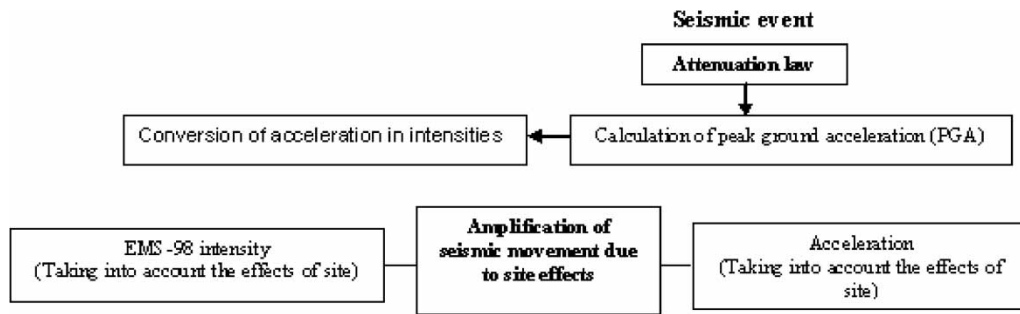 Seismic event
Attenuation law
Conversion of acceleration in intensities
Calculation of peak ground acceleration (PGA)
EMS -98 intensity
(Taking into account the effects of site)
Amplification of
seismic movement due
to site effects
Acceleration
(Taking into account the effects of
site)